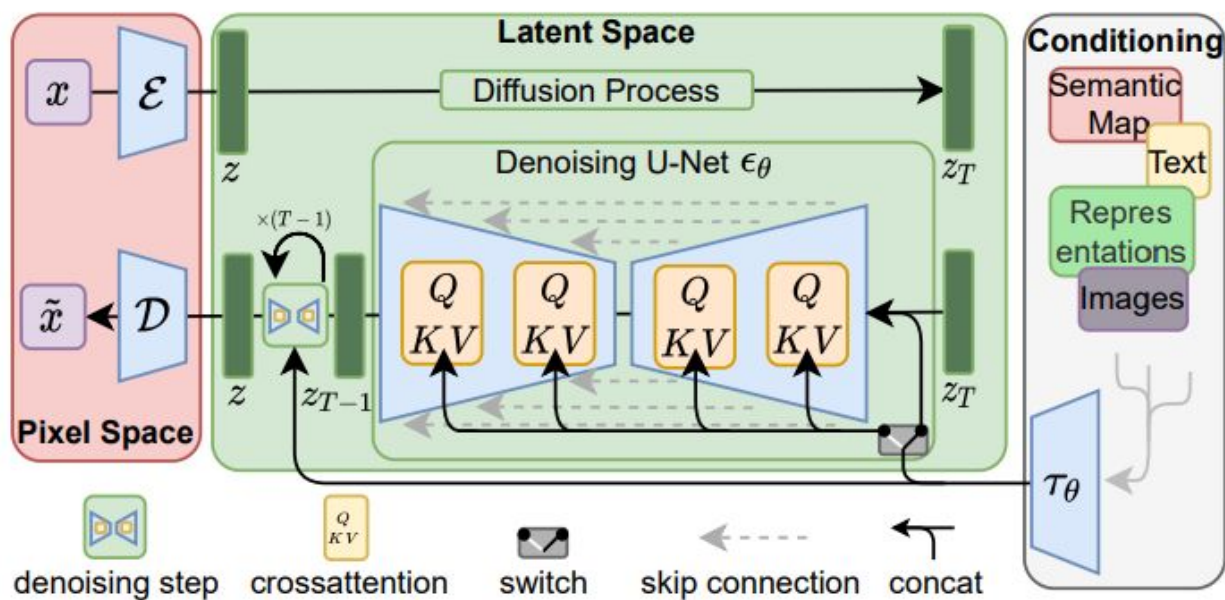 Latent Space
Conditioning
x
ℰ
Diffusion Process
Semantic
Map
Text
z
Denoising U-Net ϵ_θ
z_T
×(T−1)
Repres
entations
Images
x̃
𝒟
Q
KV
Q
KV
Q
KV
Q
KV
z
z_{T−1}
z_T
Pixel Space
τ_θ
Q
KV
denoising step
crossattention
switch
skip connection
concat